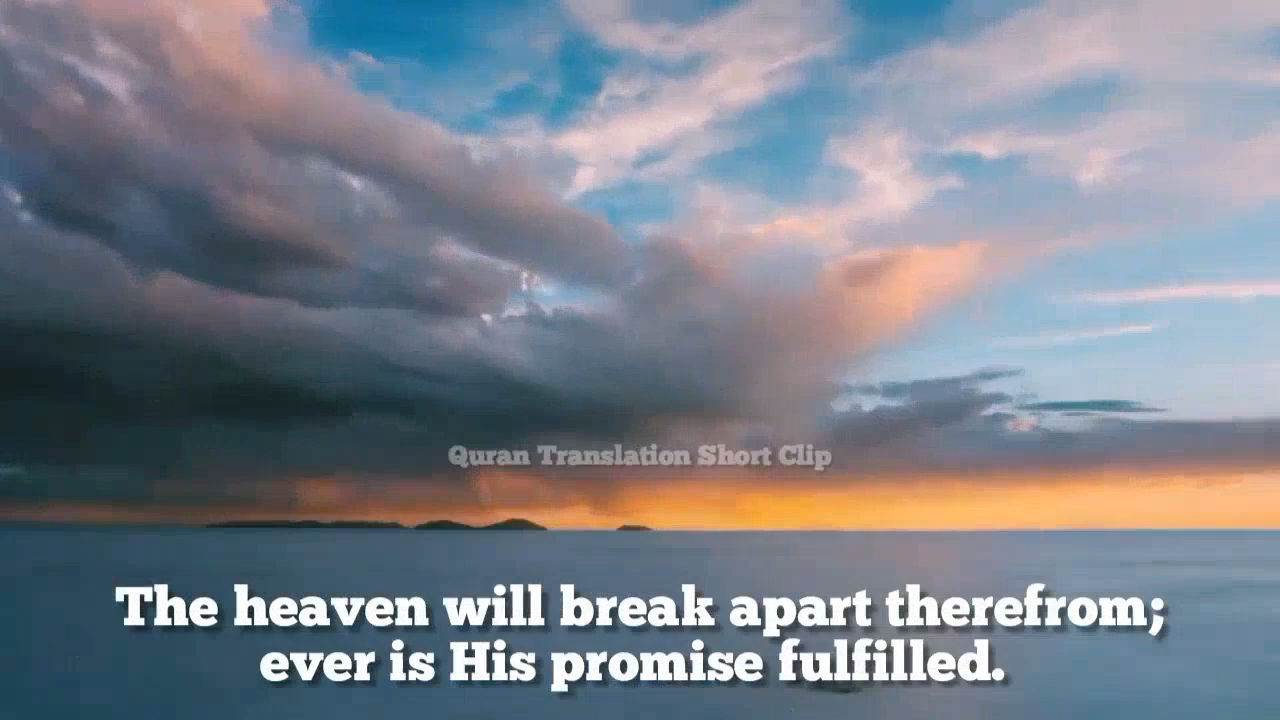 Quran Translation Short Clip
The heaven will break apart therefrom;
ever is His promise fulfilled.